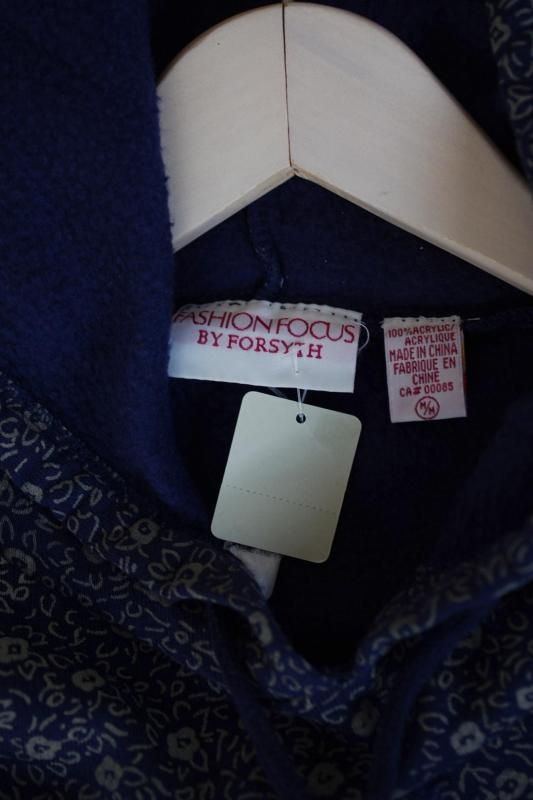 FASHION FOCUS
BY FORSYTH
100% ACRYLIC/
ACRYLIQUE
MADE IN CHINA
FABRIQUE EN
CHINE
CA# 00085
M/M